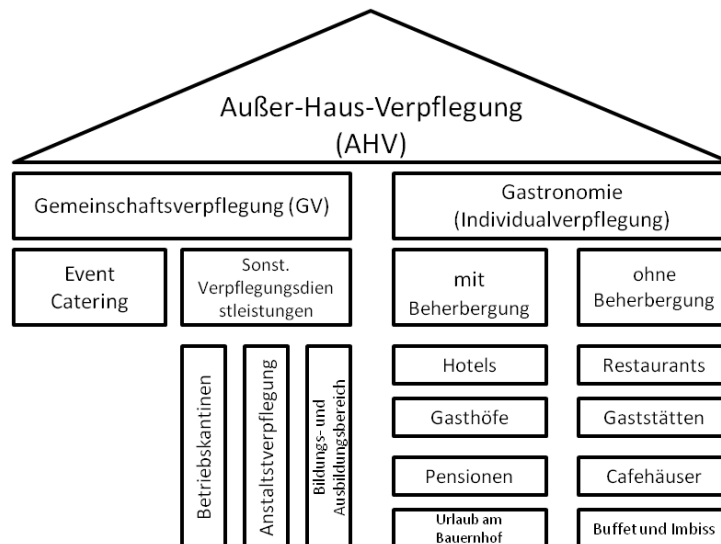 Außer-Haus-Verpflegung
(AHV)
Gemeinschaftsverpflegung (GV)
Gastronomie
(Individualverpflegung)
Event
Catering
Sonst.
Verpflegungsdien
stleistungen
mit
Beherbergung
ohne
Beherbergung
Betriebskantinen
Anstaltstverpflegung
Bildungs- und
Ausbildungsbereich
Hotels
Restaurants
Gasthöfe
Gaststätten
Pensionen
Cafehäuser
Urlaub am
Bauernhof
Buffet und Imbiss